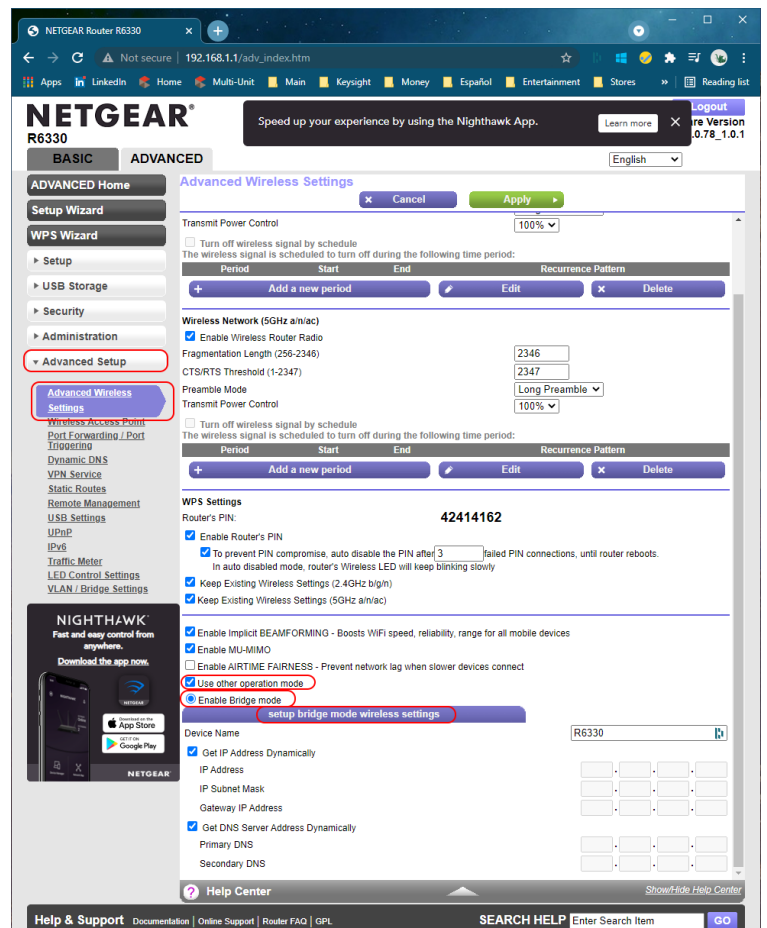 NETGEAR Router R6330
Not secure | 192.168.1.1/adv_index.htm
Apps LinkedIn Home Multi-Unit Main Keysight Money Español Entertainment Stores » Reading list
NETGEAR®
R6330
Speed up your experience by using the Nighthawk App. Learn more X
Logout
re Version
.0.78_1.0.1
BASIC ADVANCED English
ADVANCED Home
Setup Wizard
WPS Wizard
Setup
USB Storage
Security
Administration
Advanced Setup
Advanced Wireless
Settings
Wireless Access Point
Port Forwarding / Port
Triggering
Dynamic DNS
VPN Service
Static Routes
Remote Management
USB Settings
UPnP
IPv6
Traffic Meter
LED Control Settings
VLAN / Bridge Settings
NIGHTHAWK
Fast and easy control from
anywhere.
Download the app now.
NETGEAR
Download on the
App Store
GET IT ON
Google Play
NETGEAR
Advanced Wireless Settings
x Cancel Apply
Transmit Power Control 100%
Turn off wireless signal by schedule
The wireless signal is scheduled to turn off during the following time period:
Period Start End Recurrence Pattern
+ Add a new period Edit x Delete
Wireless Network (5GHz a/n/ac)
Enable Wireless Router Radio
Fragmentation Length (256-2346) 2346
CTS/RTS Threshold (1-2347) 2347
Preamble Mode Long Preamble
Transmit Power Control 100%
Turn off wireless signal by schedule
The wireless signal is scheduled to turn off during the following time period:
Period Start End Recurrence Pattern
+ Add a new period Edit x Delete
WPS Settings
Router's PIN: 42414162
Enable Router's PIN
To prevent PIN compromise, auto disable the PIN after 3 failed PIN connections, until router reboots.
In auto disabled mode, router's Wireless LED will keep blinking slowly
Keep Existing Wireless Settings (2.4GHz b/g/n)
Keep Existing Wireless Settings (5GHz a/n/ac)
Enable Implicit BEAMFORMING - Boosts WiFi speed, reliability, range for all mobile devices
Enable MU-MIMO
Enable AIRTIME FAIRNESS - Prevent network lag when slower devices connect
Use other operation mode
Enable Bridge mode
setup bridge mode wireless settings
Device Name R6330
Get IP Address Dynamically
IP Address . . .
IP Subnet Mask . . .
Gateway IP Address . . .
Get DNS Server Address Dynamically
Primary DNS . . .
Secondary DNS . . .
? Help Center Show/Hide Help Center
Help & Support Documentation | Online Support | Router FAQ | GPL SEARCH HELP Enter Search Item GO